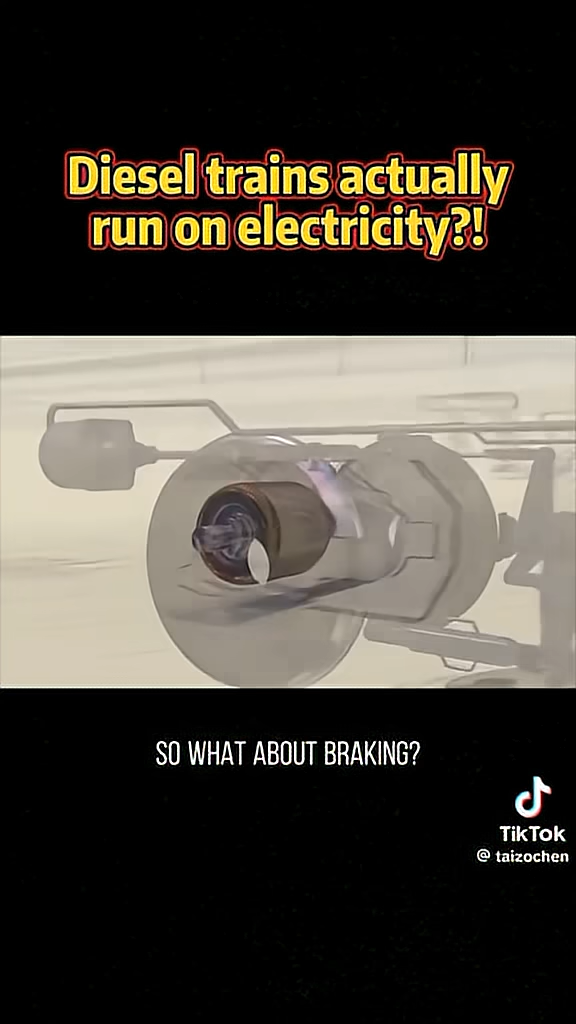 Diesel trains actually
run on electricity?!
SO WHAT ABOUT BRAKING?
TikTok
@ taizochen